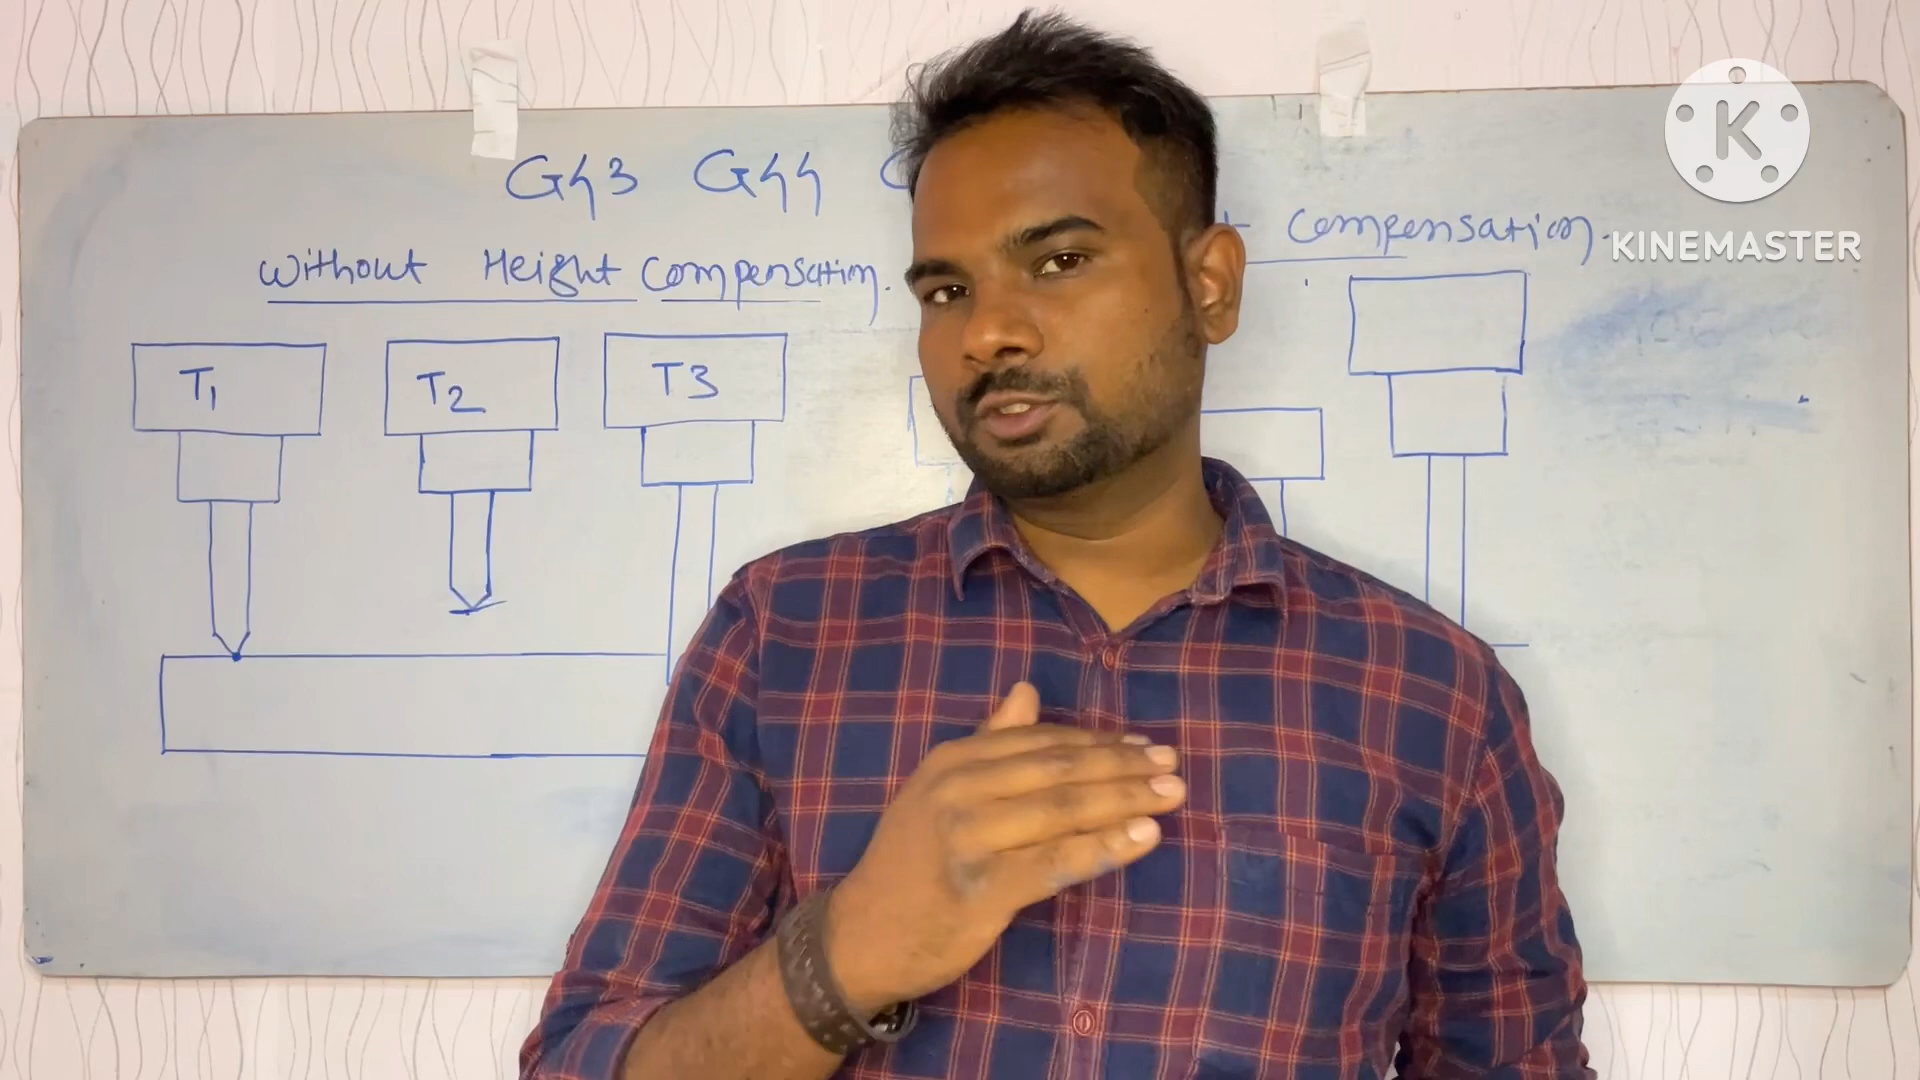 G43 G44
Without Height Compensation.
Compensation.
T1 T2 T3
K
KINEMASTER